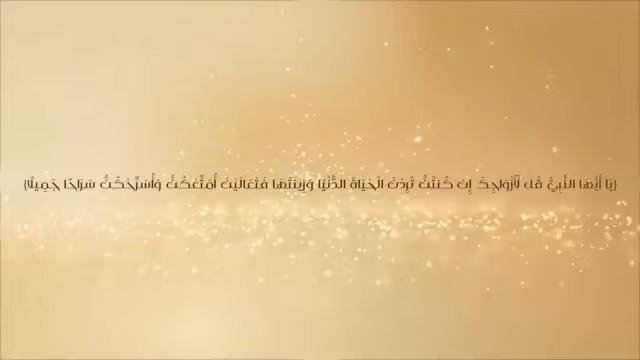 {يَا أَيُّهَا النَّبِيُّ قُل لِّأَزْوَاجِكَ إِن كُنتُنَّ تُرِدْنَ الْحَيَاةَ الدُّنْيَا وَزِينَتَهَا فَتَعَالَيْنَ أُمَتِّعْكُنَّ وَأُسَرِّحْكُنَّ سَرَاحًا جَمِيلًا}